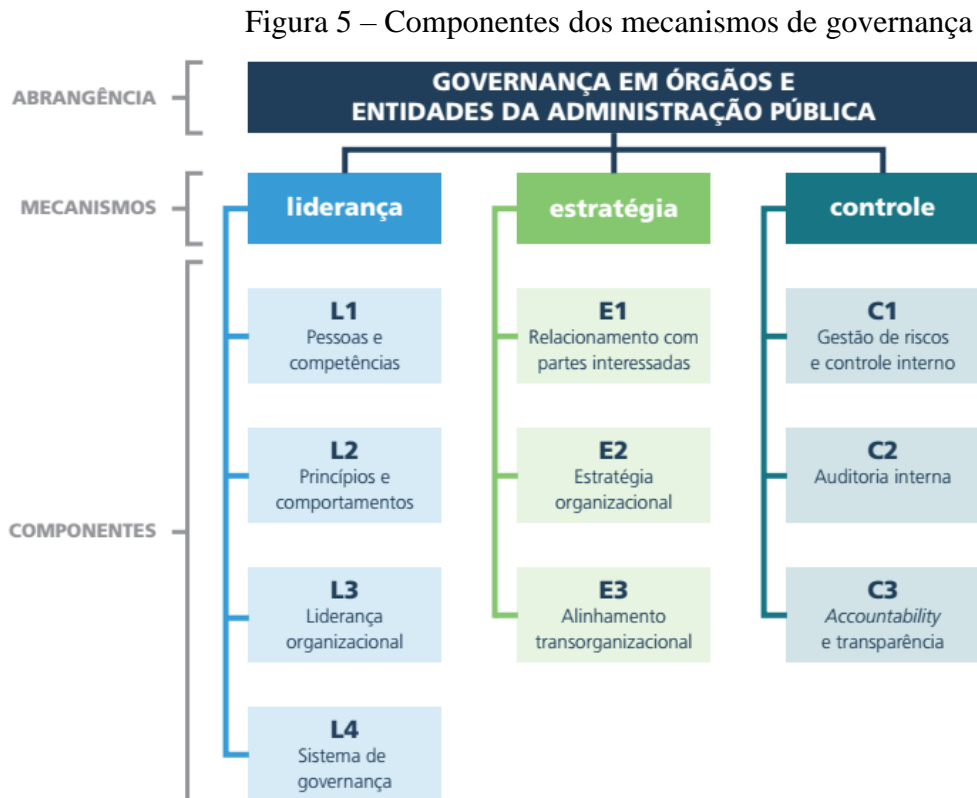 Figura 5 – Componentes dos mecanismos de governança
ABRANGÊNCIA
GOVERNANÇA EM ÓRGÃOS E
ENTIDADES DA ADMINISTRAÇÃO PÚBLICA
MECANISMOS
liderança
estratégia
controle
COMPONENTES
L1
Pessoas e
competências
E1
Relacionamento com
partes interessadas
C1
Gestão de riscos
e controle interno
L2
Princípios e
comportamentos
E2
Estratégia
organizacional
C2
Auditoria interna
L3
Liderança
organizacional
E3
Alinhamento
transorganizacional
C3
Accountability
e transparência
L4
Sistema de
governança